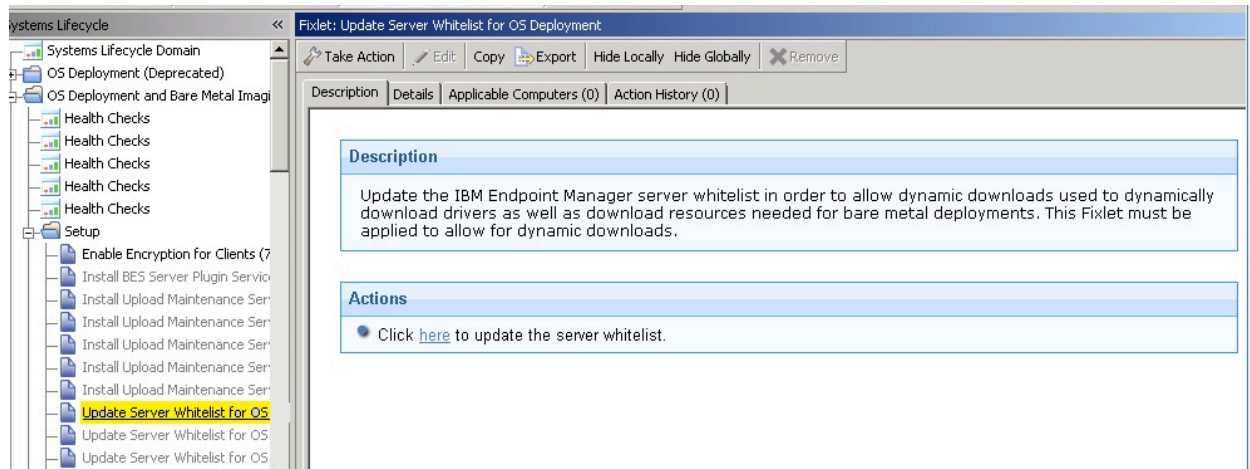 Systems Lifecycle «
Systems Lifecycle Domain
OS Deployment (Deprecated)
OS Deployment and Bare Metal Imagi
Health Checks
Health Checks
Health Checks
Health Checks
Health Checks
Setup
Enable Encryption for Clients (7
Install BES Server Plugin Servic
Install Upload Maintenance Ser
Install Upload Maintenance Ser
Install Upload Maintenance Ser
Install Upload Maintenance Ser
Install Upload Maintenance Ser
Update Server Whitelist for OS
Update Server Whitelist for OS
Update Server Whitelist for OS
Fixlet: Update Server Whitelist for OS Deployment
Take Action Edit Copy Export Hide Locally Hide Globally Remove
Description Details Applicable Computers (0) Action History (0)
Description
Update the IBM Endpoint Manager server whitelist in order to allow dynamic downloads used to dynamically
download drivers as well as download resources needed for bare metal deployments. This Fixlet must be
applied to allow for dynamic downloads.
Actions
Click here to update the server whitelist.